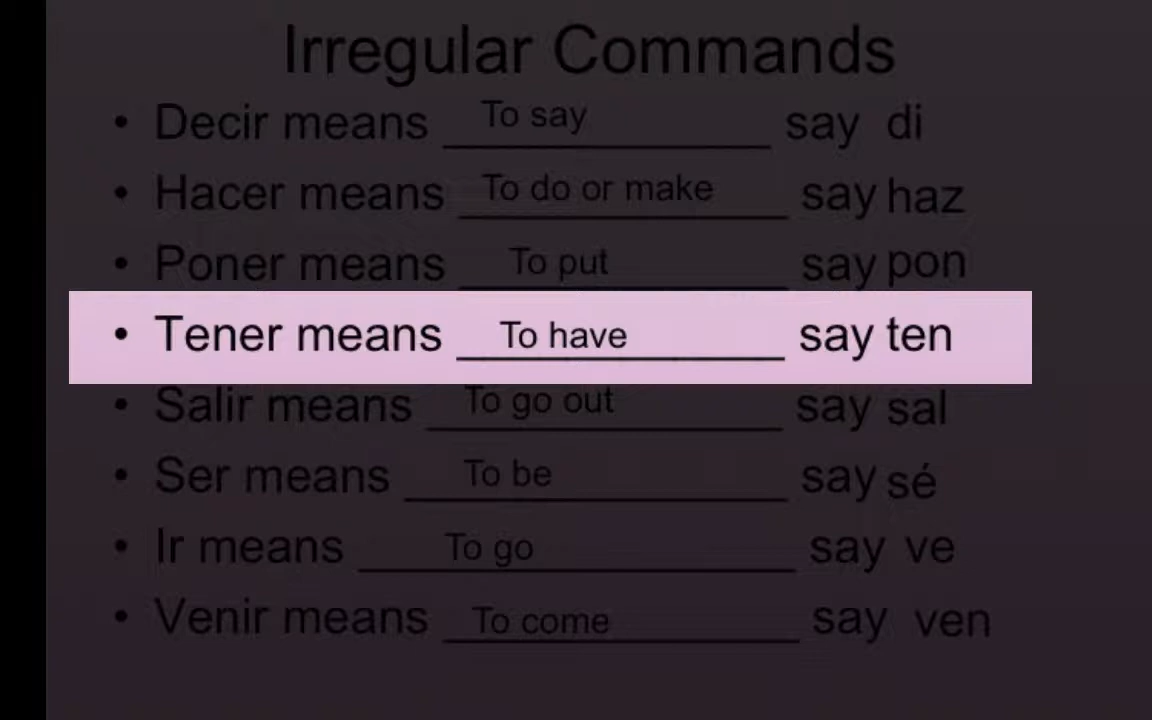 Irregular Commands
• Decir means To say say di
• Hacer means To do or make say haz
• Poner means To put say pon
• Tener means To have say ten
• Salir means To go out say sal
• Ser means To be say sé
• Ir means To go say ve
• Venir means To come say ven